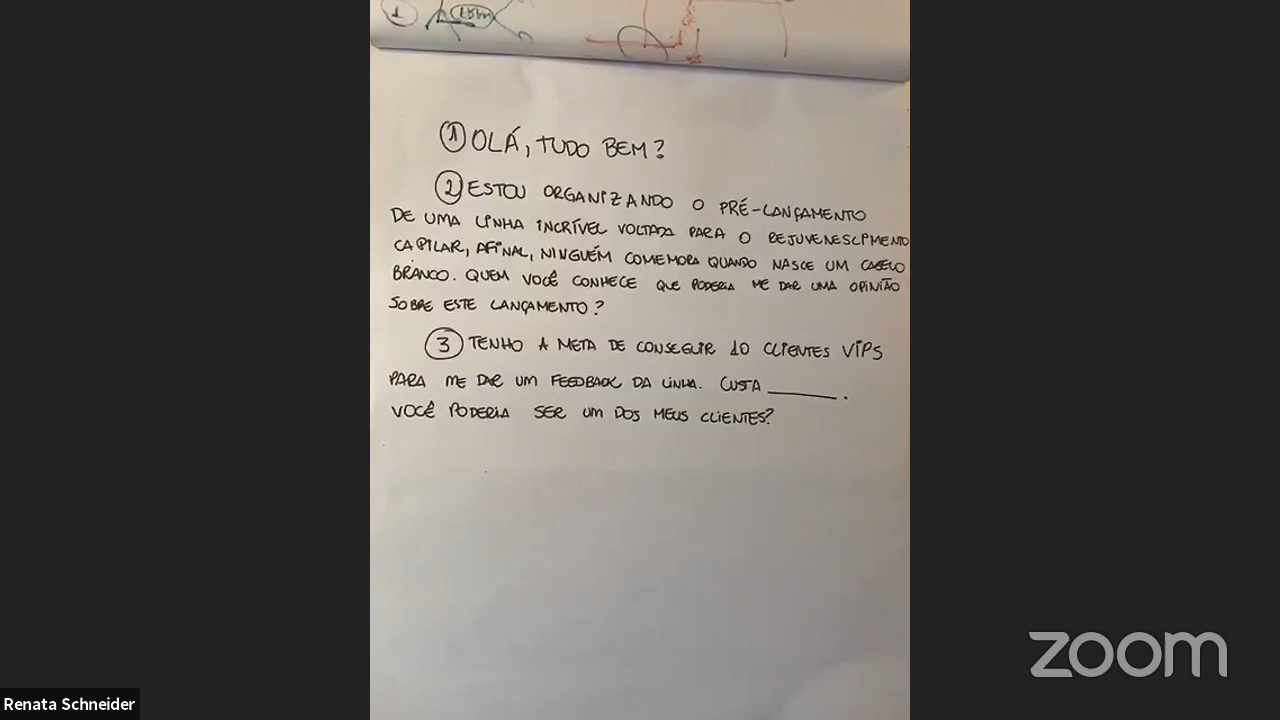 1
① OLÁ, TUDO BEM?
② ESTOU ORGANIZANDO O PRÉ-LANÇAMENTO
DE UMA LINHA INCRÍVEL VOLTADA PARA O REJUVENESCIMENTO
CAPILAR, AFINAL, NINGUÉM COMEMORA QUANDO NASCE UM CABELO
BRANCO. QUEM VOCÊ CONHECE QUE PODERIA ME DAR UMA OPINIÃO
SOBRE ESTE LANÇAMENTO?
③ TENHO A META DE CONSEGUIR 10 CLIENTES VIPS
PARA ME DAR UM FEEDBACK DA LINHA. CUSTA ______.
VOCÊ PODERIA SER UM DOS MEUS CLIENTES?
zoom
Renata Schneider